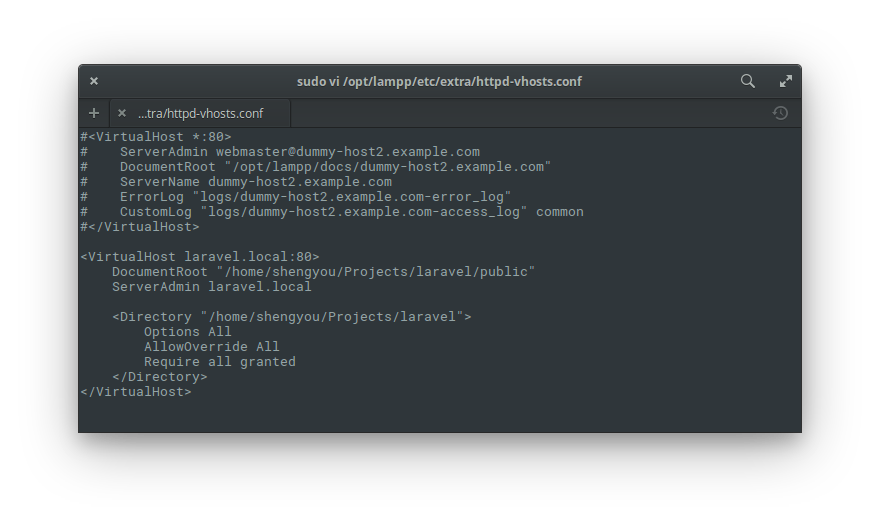 sudo vi /opt/lampp/etc/extra/httpd-vhosts.conf
...tra/httpd-vhosts.conf
#<VirtualHost *:80>
#    ServerAdmin webmaster@dummy-host2.example.com
#    DocumentRoot "/opt/lampp/docs/dummy-host2.example.com"
#    ServerName dummy-host2.example.com
#    ErrorLog "logs/dummy-host2.example.com-error_log"
#    CustomLog "logs/dummy-host2.example.com-access_log" common
#</VirtualHost>

<VirtualHost laravel.local:80>
    DocumentRoot "/home/shengyou/Projects/laravel/public"
    ServerAdmin laravel.local

    <Directory "/home/shengyou/Projects/laravel">
        Options All
        AllowOverride All
        Require all granted
    </Directory>
</VirtualHost>